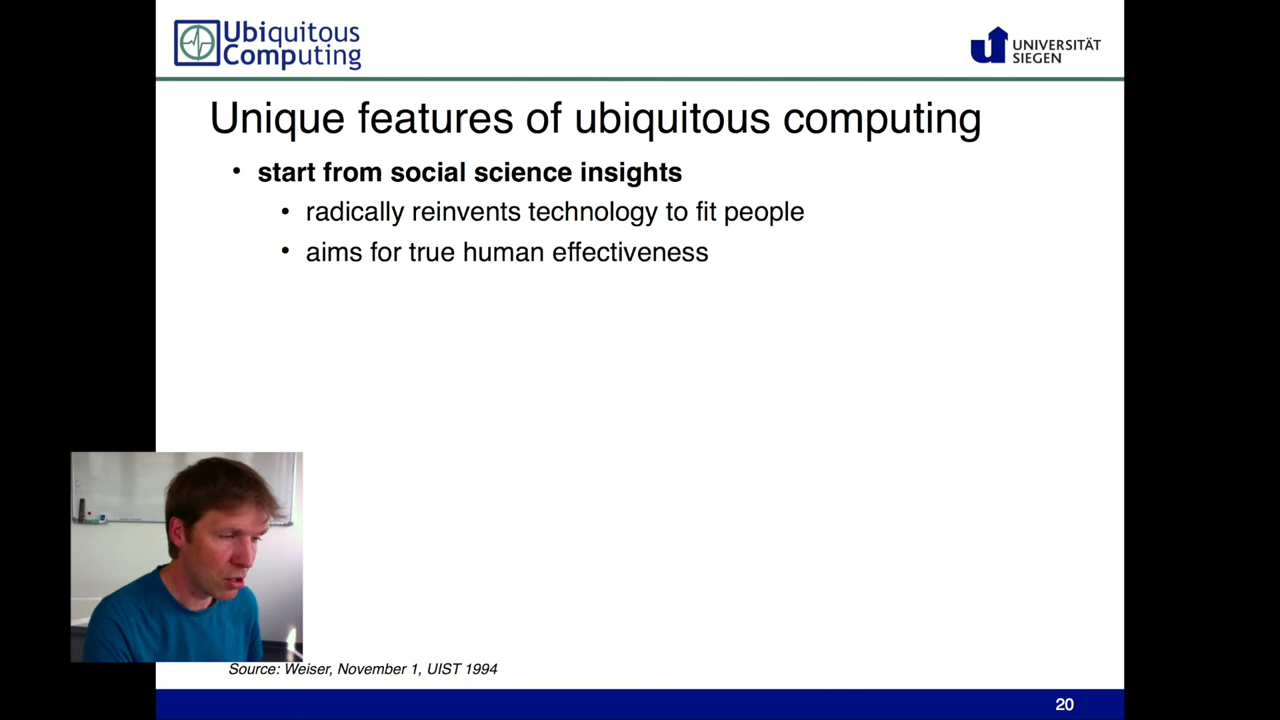 Ubiquitous
Computing
UNIVERSITÄT
SIEGEN
Unique features of ubiquitous computing
• start from social science insights
• radically reinvents technology to fit people
• aims for true human effectiveness
Source: Weiser, November 1, UIST 1994
20